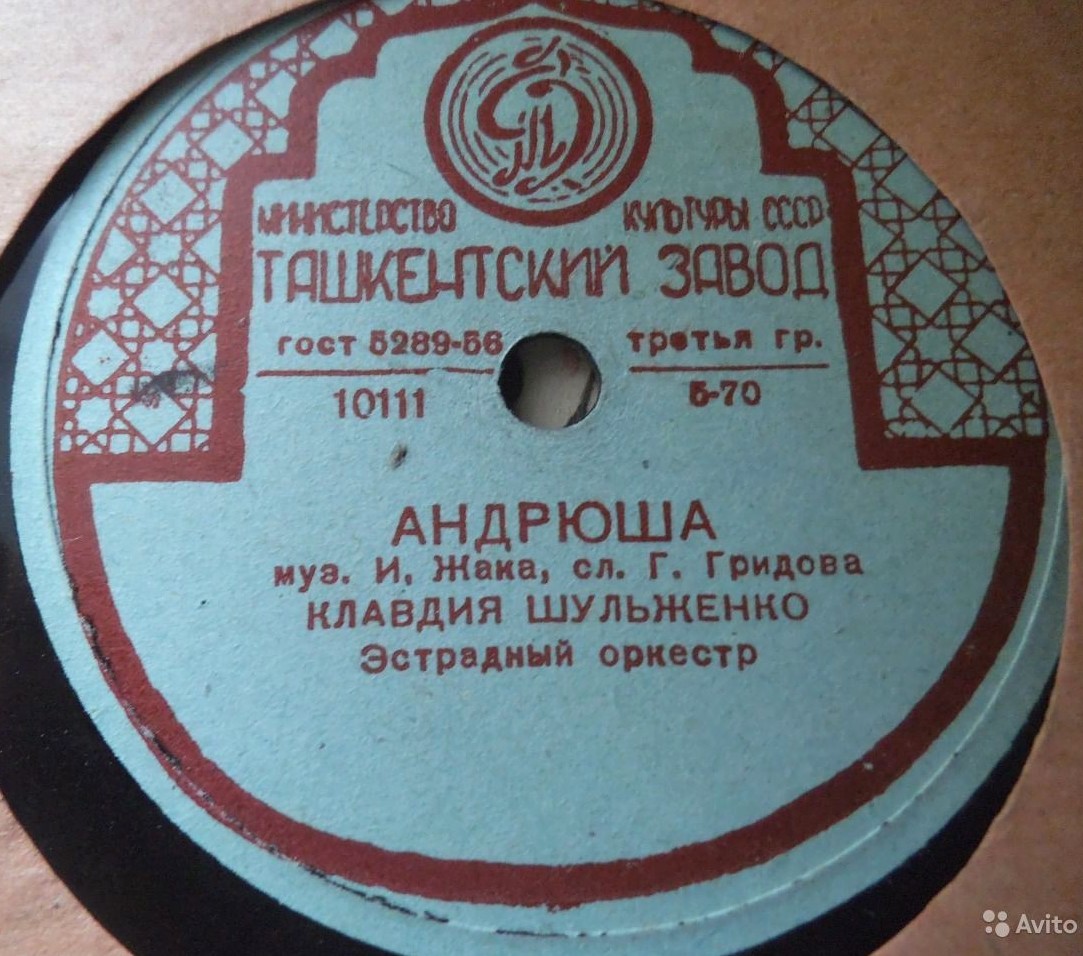 МИНИСТЕРСТВО КУЛЬТУРЫ СССР
ТАШКЕНТСКИЙ ЗАВОД
гост 5289-56 третья гр.
10111 5-70
АНДРЮША
муз. И. Жака, сл. Г. Гридова
КЛАВДИЯ ШУЛЬЖЕНКО
Эстрадный оркестр
Avito